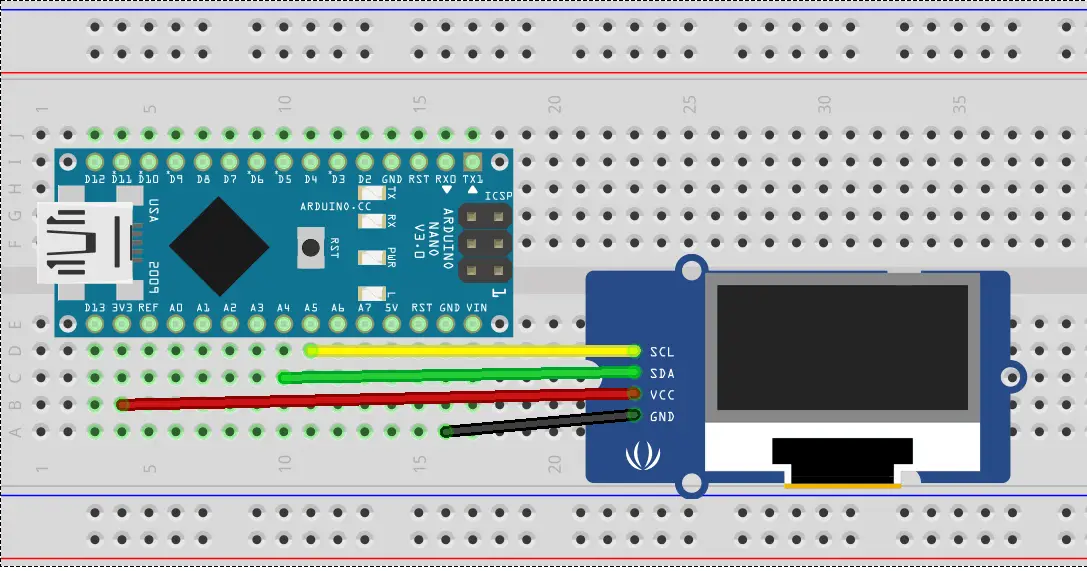 1 5 10 15 20 25 30 35
J
I
H
G
F
D12 D11 D10 D9 D8 D7 D6 D5 D4 D3 D2 GND RST RX0 TX1
ICSP
TX
RX
PWR
L
ARDUINO.CC
RST
ARDUINO
NANO
V3.0
1
USA
2009
D13 3V3 REF A0 A1 A2 A3 A4 A5 A6 A7 5V RST GND VIN
E
D
C
B
A
SCL
SDA
VCC
GND
1 5 10 15 20